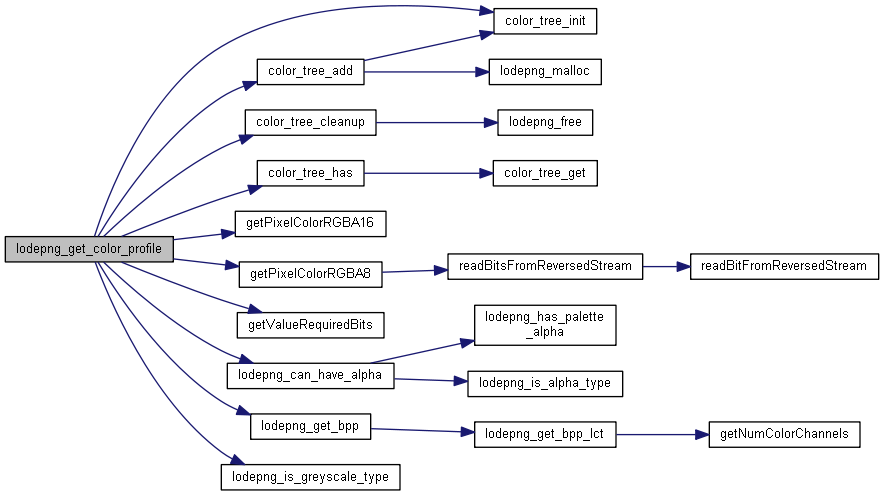 color_tree_init
color_tree_add
lodepng_malloc
color_tree_cleanup
lodepng_free
color_tree_has
color_tree_get
getPixelColorRGBA16
lodepng_get_color_profile
getPixelColorRGBA8
readBitsFromReversedStream
readBitFromReversedStream
getValueRequiredBits
lodepng_has_palette
_alpha
lodepng_can_have_alpha
lodepng_is_alpha_type
lodepng_get_bpp
lodepng_get_bpp_lct
getNumColorChannels
lodepng_is_greyscale_type